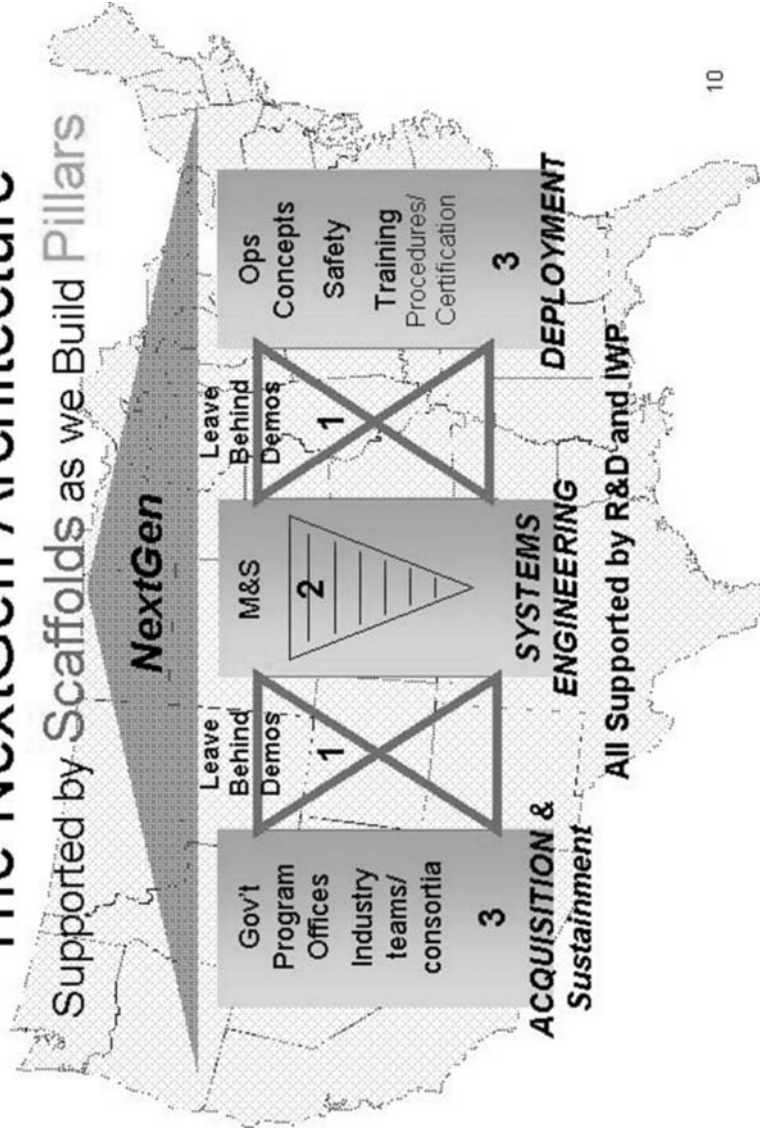 The NextGen Architecture
Supported by Scaffolds as we Build Pillars
NextGen
Gov't
Program
Offices
Industry
teams/
consortia
3
ACQUISITION &
Sustainment
Leave
Behind
Demos
1
M&S
2
SYSTEMS
ENGINEERING
Leave
Behind
Demos
1
Ops
Concepts
Safety
Training
Procedures/
Certification
3
DEPLOYMENT
All Supported by R&D and IWP
10